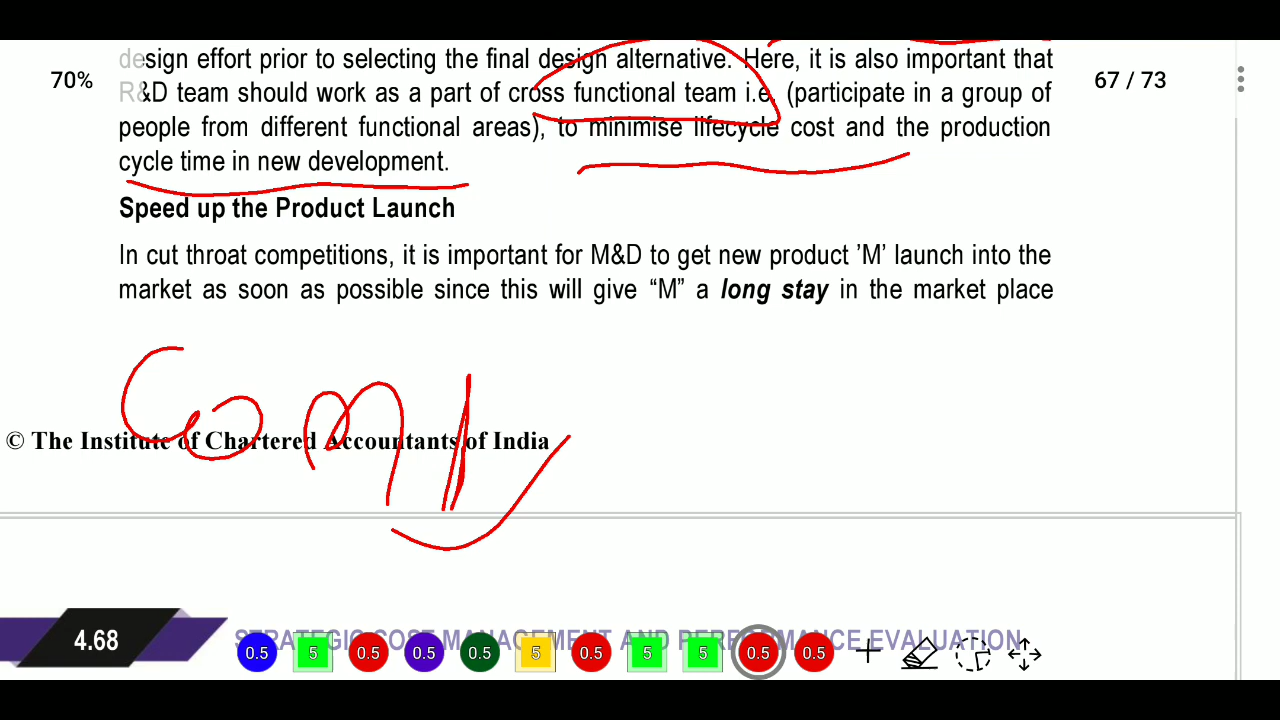 design effort prior to selecting the final design alternative. Here, it is also important that
70%
67 / 73
R&D team should work as a part of cross functional team i.e. (participate in a group of
people from different functional areas), to minimise lifecycle cost and the production
cycle time in new development.
Speed up the Product Launch
In cut throat competitions, it is important for M&D to get new product ’M’ launch into the
market as soon as possible since this will give “M” a long stay in the market place
© The Institute of Chartered Accountants of India
4.68
STRATEGIC COST MANAGEMENT AND PERFORMANCE EVALUATION
0.5 5 0.5 0.5 0.5 5 0.5 5 5 0.5 0.5